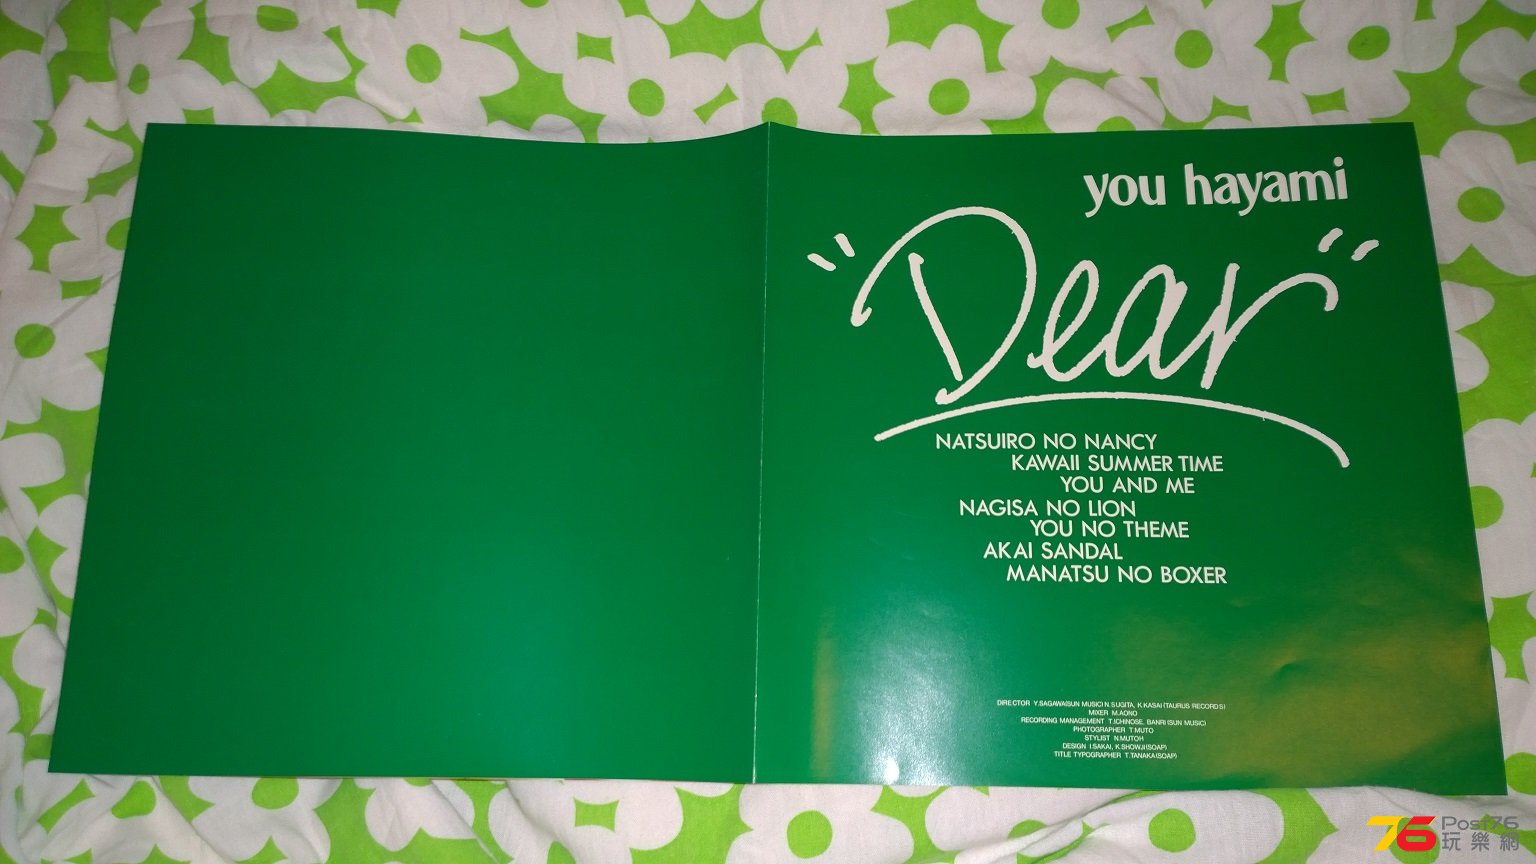 you hayami
"Dear"
NATSUIRO NO NANCY
KAWAII SUMMER TIME
YOU AND ME
NAGISA NO LION
YOU NO THEME
AKAI SANDAL
MANATSU NO BOXER
DIRECTOR Y.SAGAWA(SUN MUSIC) N.SUGITA, K.KASAI (TAURUS RECORDS)
MIXER M.AONO
RECORDING MANAGEMENT T.ICHINOSE, BANRI (SUN MUSIC)
PHOTOGRAPHER T.MUTO
STYLIST N.MUTOH
DESIGN I.SAKAI, K.SHOWJI(SOAP)
TITLE TYPOGRAPHER T.TANAKA(SOAP)
76 Post76
玩樂網